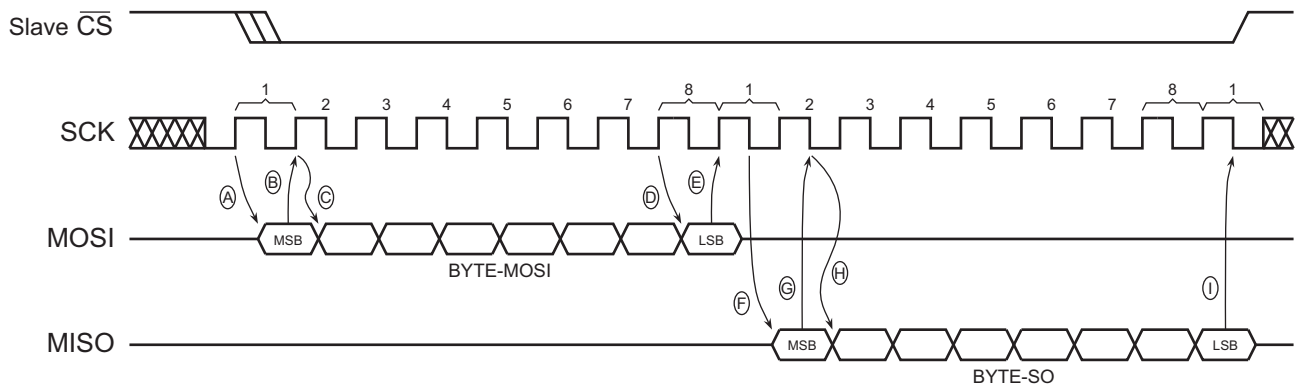 Slave C̅S̅
1 2 3 4 5 6 7 8 1 2 3 4 5 6 7 8 1
SCK
A B C D E
MOSI MSB LSB
BYTE-MOSI
F G H I
MISO MSB LSB
BYTE-SO